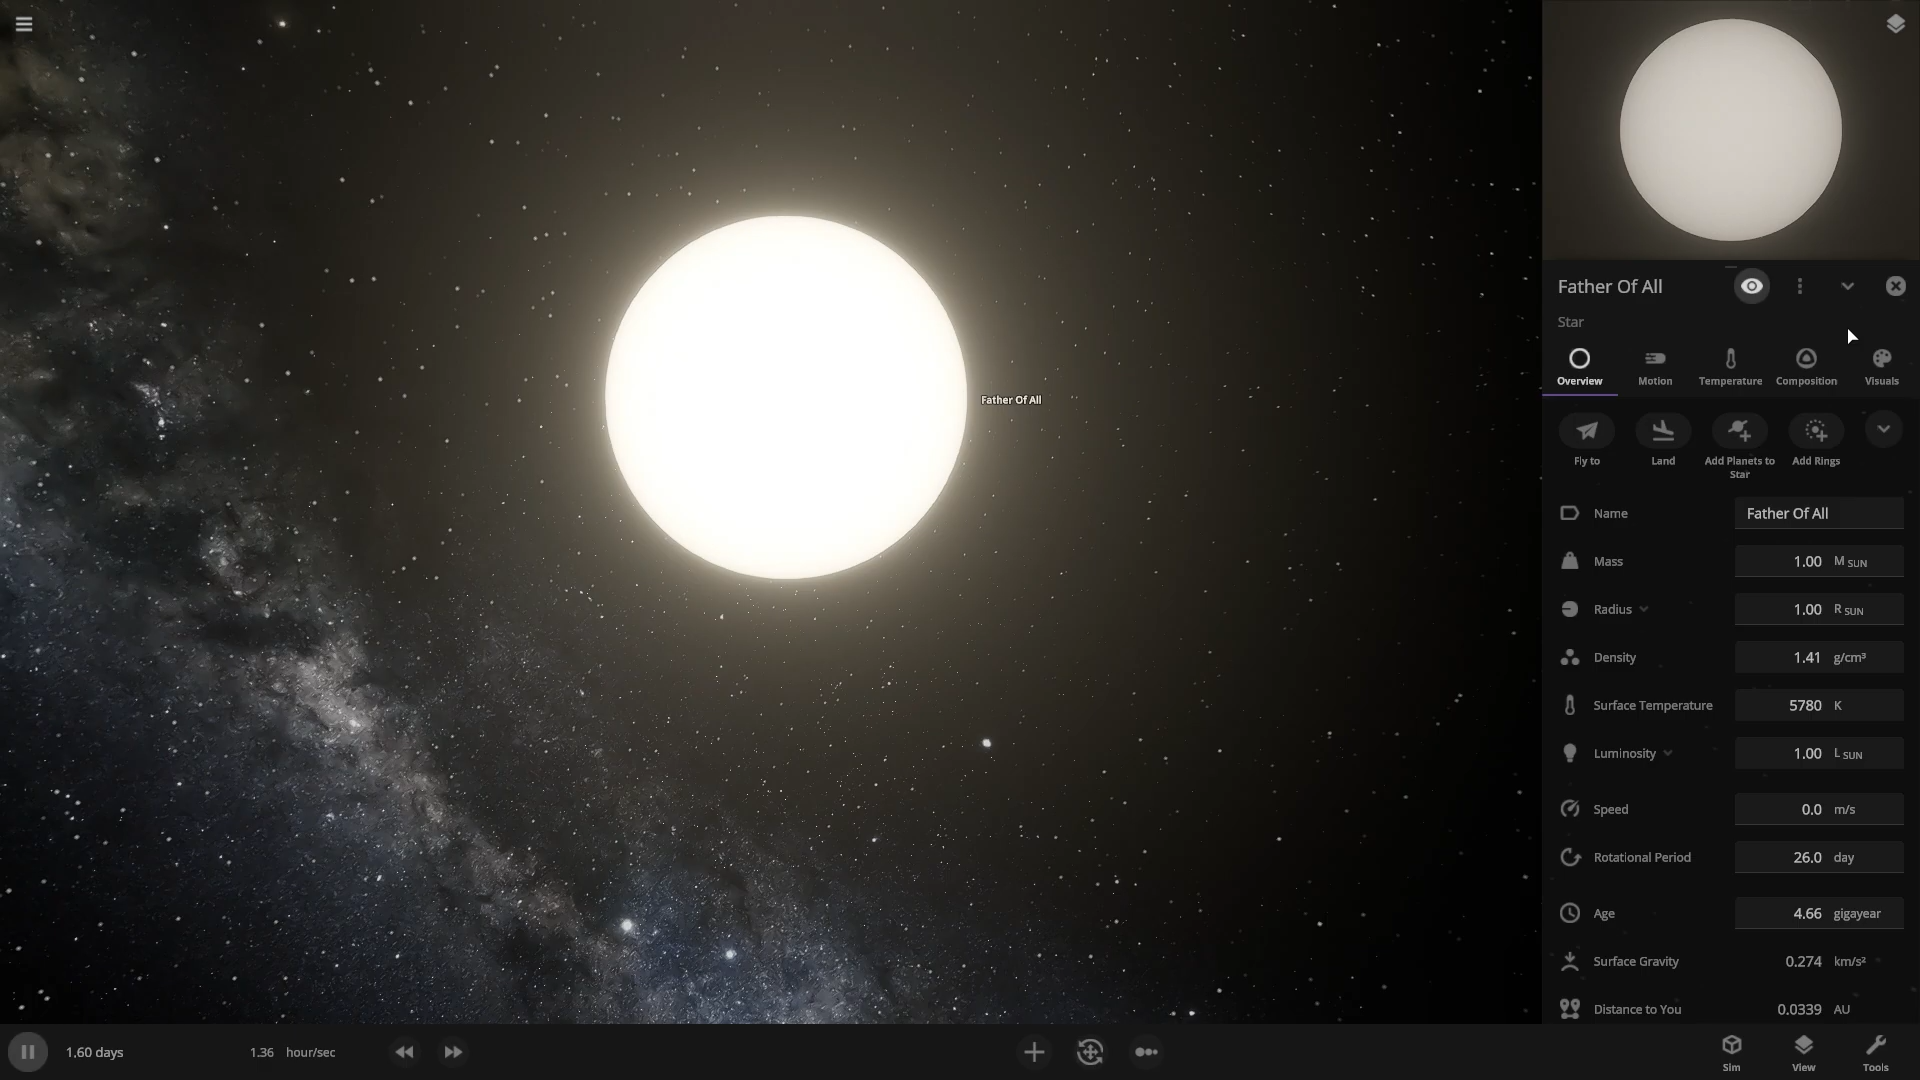 Father Of All
Father Of All
Star
Overview
Motion
Temperature
Composition
Visuals
Fly to
Land
Add Planets to
Star
Add Rings
Name Father Of All
Mass 1.00 M SUN
Radius 1.00 R SUN
Density 1.41 g/cm³
Surface Temperature 5780 K
Luminosity 1.00 L SUN
Speed 0.0 m/s
Rotational Period 26.0 day
Age 4.66 gigayear
Surface Gravity 0.274 km/s²
Distance to You 0.0339 AU
1.60 days
1.36 hour/sec
Sim
View
Tools